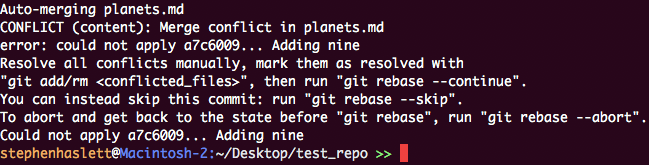 Auto-merging planets.md
CONFLICT (content): Merge conflict in planets.md
error: could not apply a7c6009... Adding nine
Resolve all conflicts manually, mark them as resolved with
"git add/rm <conflicted_files>", then run "git rebase --continue".
You can instead skip this commit: run "git rebase --skip".
To abort and get back to the state before "git rebase", run "git rebase --abort".
Could not apply a7c6009... Adding nine
stephenhaslett@Macintosh-2:~/Desktop/test_repo >>